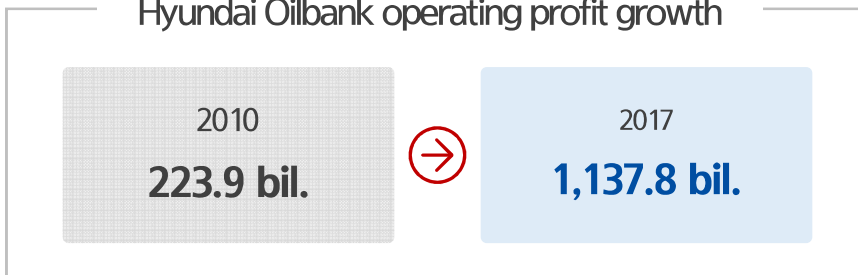 Hyundai Oilbank operating profit growth
2010
223.9 bil.
2017
1,137.8 bil.